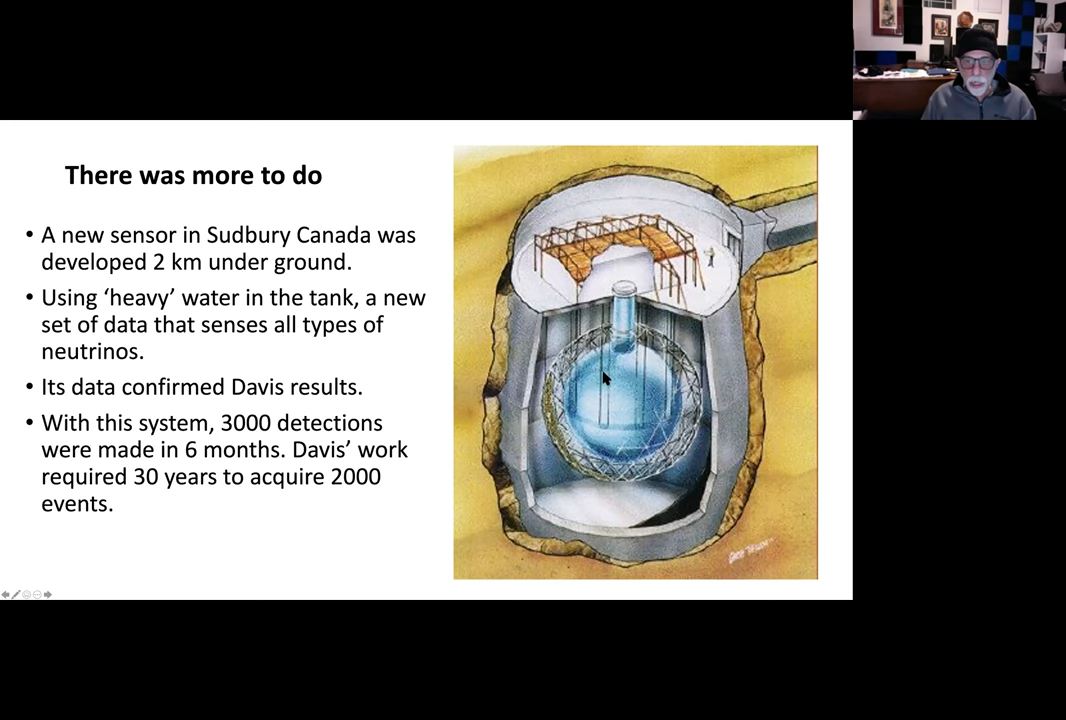 There was more to do
• A new sensor in Sudbury Canada was
developed 2 km under ground.
• Using ‘heavy’ water in the tank, a new
set of data that senses all types of
neutrinos.
• Its data confirmed Davis results.
• With this system, 3000 detections
were made in 6 months. Davis’ work
required 30 years to acquire 2000
events.